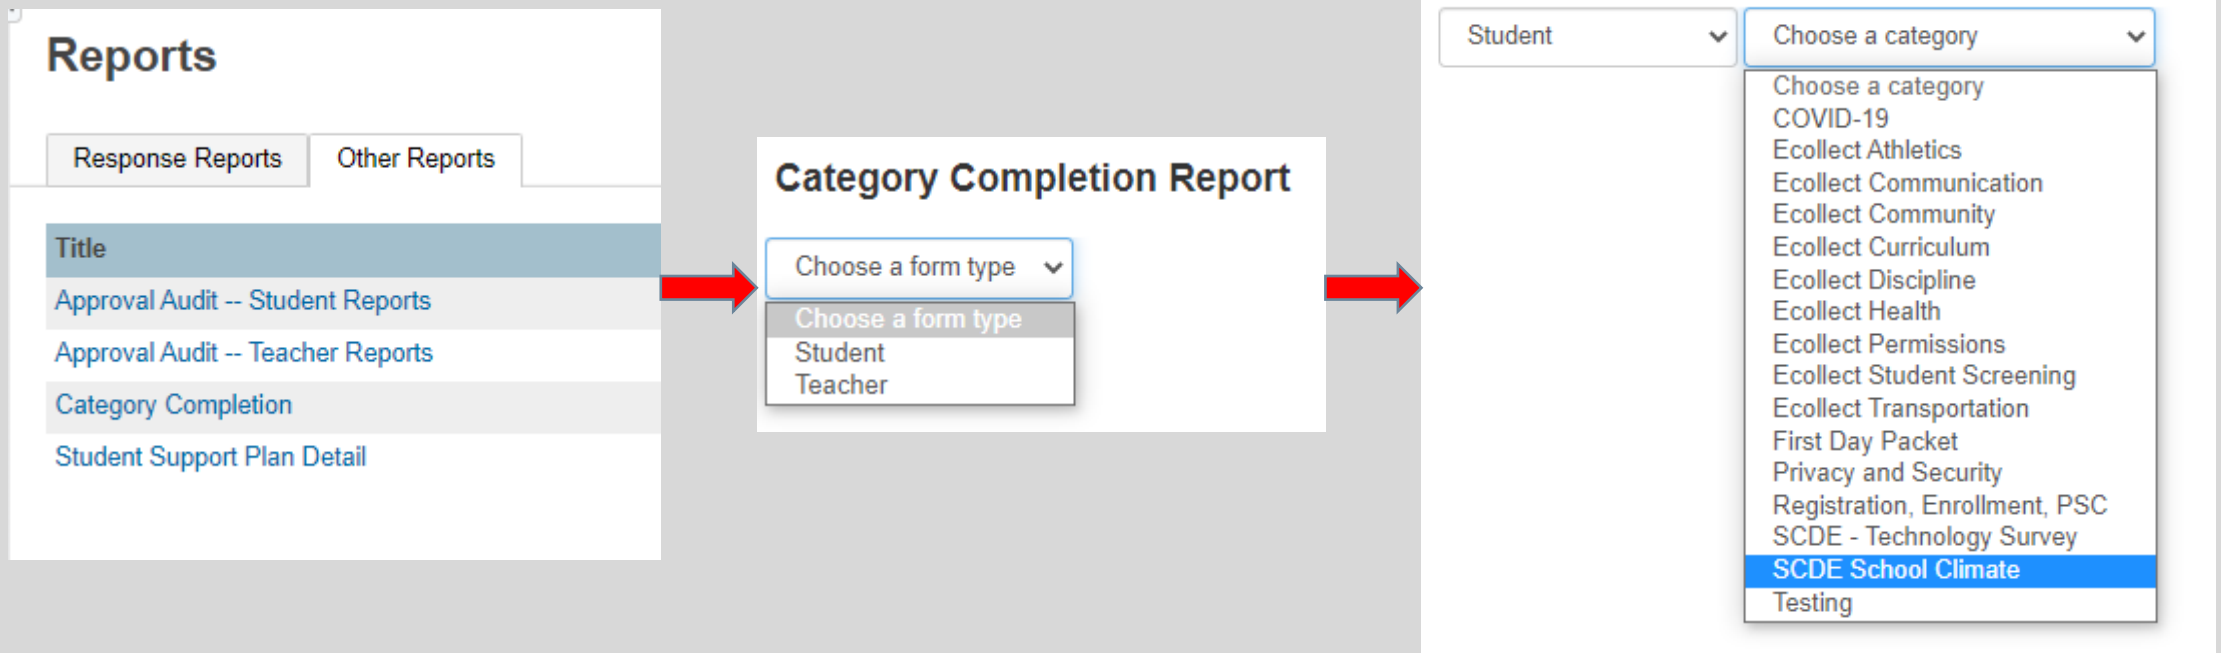 Reports
Response Reports
Other Reports
Title
Approval Audit -- Student Reports
Approval Audit -- Teacher Reports
Category Completion
Student Support Plan Detail
Category Completion Report
Choose a form type
Choose a form type
Student
Teacher
Student
Choose a category
Choose a category
COVID-19
Ecollect Athletics
Ecollect Communication
Ecollect Community
Ecollect Curriculum
Ecollect Discipline
Ecollect Health
Ecollect Permissions
Ecollect Student Screening
Ecollect Transportation
First Day Packet
Privacy and Security
Registration, Enrollment, PSC
SCDE - Technology Survey
SCDE School Climate
Testing